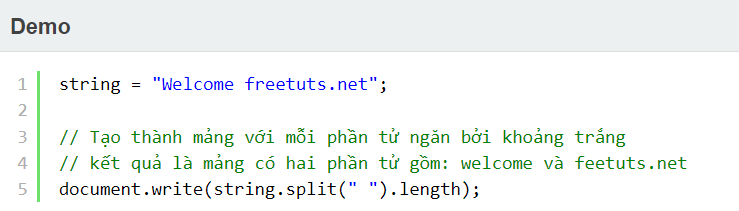 Demo
1 string = "Welcome freetuts.net";
2
3 // Tạo thành mảng với mỗi phần tử ngăn bởi khoảng trắng
4 // kết quả là mảng có hai phần tử gồm: welcome và feetuts.net
5 document.write(string.split(" ").length);